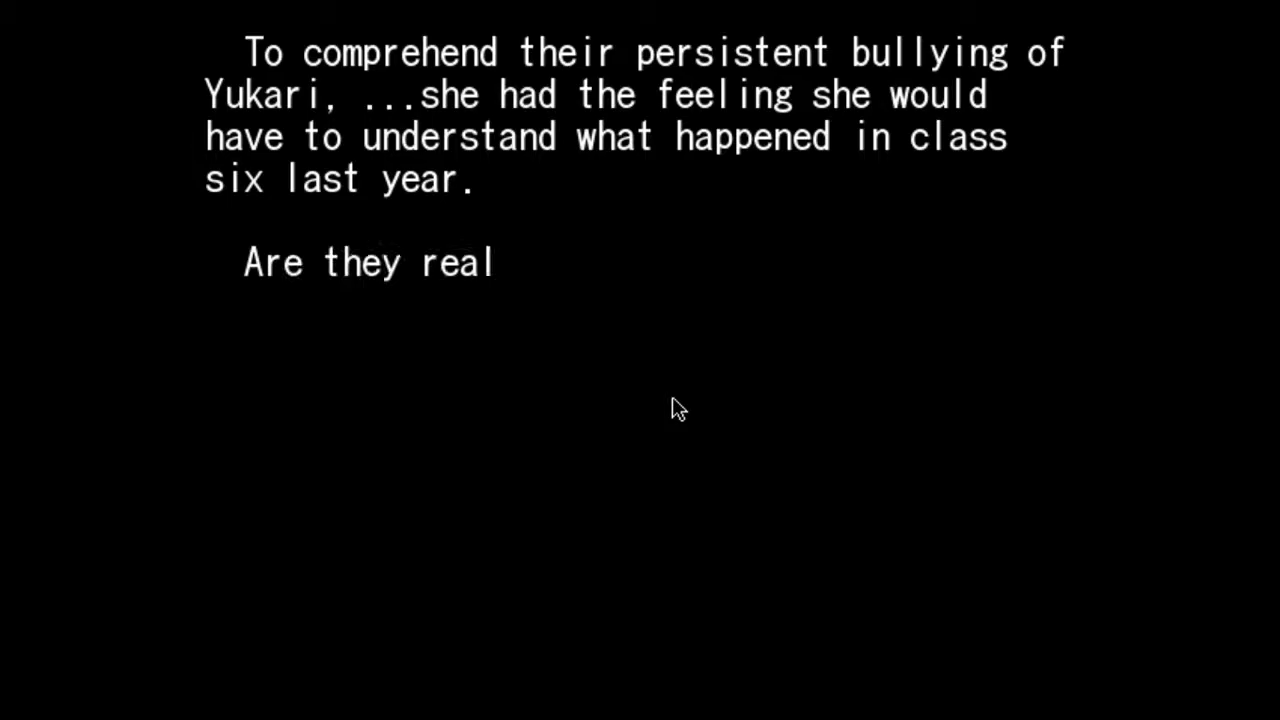 To comprehend their persistent bullying of
Yukari, ...she had the feeling she would
have to understand what happened in class
six last year.
Are they real